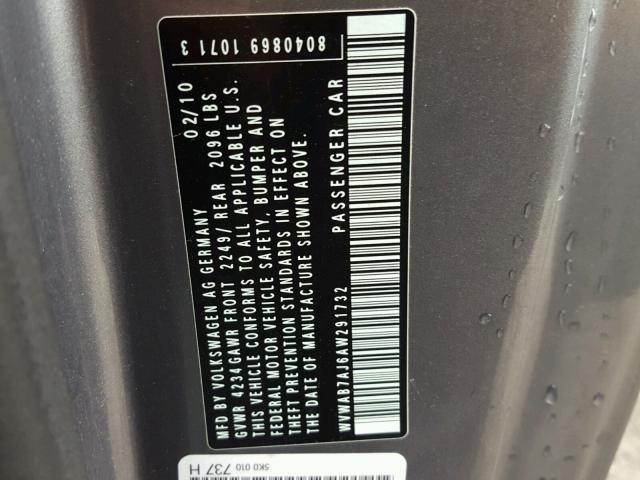 MFD BY VOLKSWAGEN AG GERMANY 02/10
GVWR 4234GAWR FRONT 2249/ REAR 2096 LBS
THIS VEHICLE CONFORMS TO ALL APPLICABLE U.S.
FEDERAL MOTOR VEHICLE SAFETY, BUMPER AND
THEFT PREVENTION STANDARDS IN EFFECT ON
THE DATE OF MANUFACTURE SHOWN ABOVE.
8040869 1071 3
WVWAB7AJ6AW291732 PASSENGER CAR
5K0 010 737 H